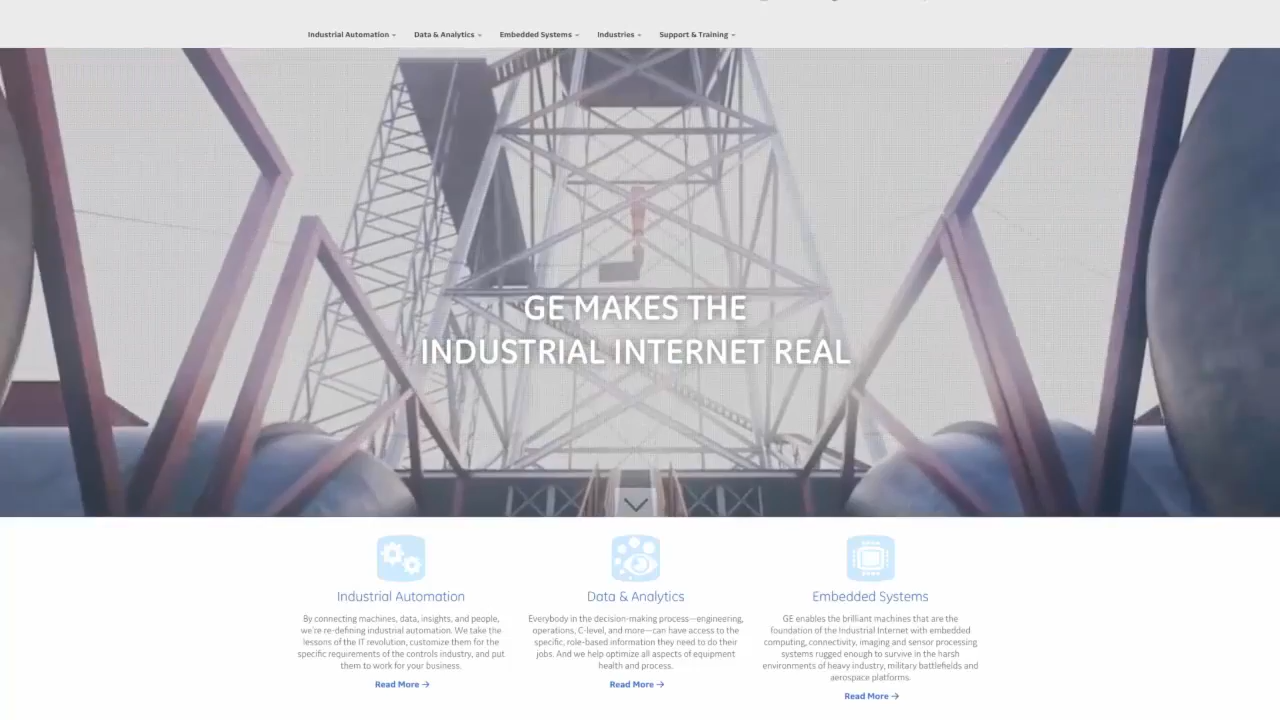 Industrial Automation Data & Analytics Embedded Systems Industries Support & Training
GE MAKES THE
INDUSTRIAL INTERNET REAL
Industrial Automation
By connecting machines, data, insights, and people,
we're re-defining industrial automation. We take the
lessons of the IT revolution, customize them for the
specific requirements of the controls industry, and put
them to work for your business.
Read More →
Data & Analytics
Everybody in the decision-making process—engineering,
operations, C-level, and more—can have access to the
specific, role-based information they need to do their
jobs. And we help optimize all aspects of equipment
health and process.
Read More →
Embedded Systems
GE enables the brilliant machines that are the
foundation of the Industrial Internet with embedded
computing, connectivity, imaging and sensor processing
systems rugged enough to survive in the harsh
environments of heavy industry, military battlefields and
aerospace platforms.
Read More →